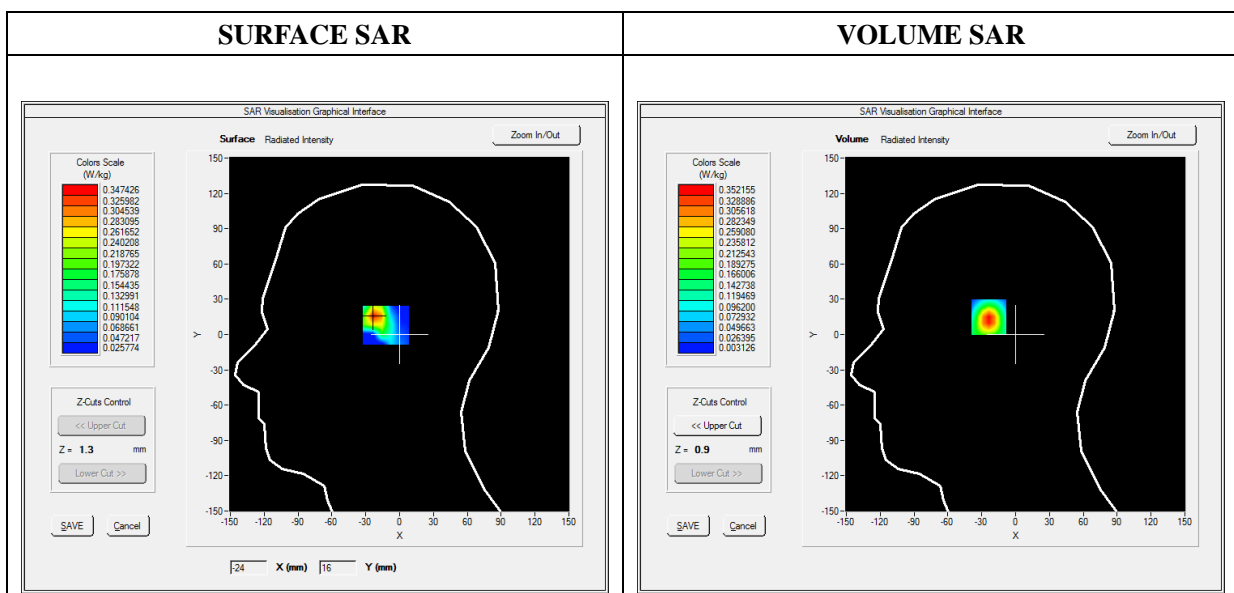 SURFACE SAR
VOLUME SAR
SAR Visualisation Graphical Interface
Surface Radiated Intensity
Zoom In/Out
Colors Scale
(W/kg)
0.347426
0.325982
0.304539
0.283095
0.261652
0.240208
0.218765
0.197322
0.175878
0.154435
0.132991
0.111548
0.090104
0.068661
0.047217
0.025774
Z-Cuts Control
<< Upper Cut
Z = 1.3 mm
Lower Cut >>
SAVE Cancel
150
120
90
60
30
0
-30
-60
-90
-120
-150
Y
-150 -120 -90 -60 -30 0 30 60 90 120 150
X
-24 X (mm) 16 Y (mm)
SAR Visualisation Graphical Interface
Volume Radiated Intensity
Zoom In/Out
Colors Scale
(W/kg)
0.352155
0.328886
0.305618
0.282349
0.259080
0.235812
0.212543
0.189275
0.166006
0.142738
0.119469
0.096200
0.072932
0.049663
0.026395
0.003126
Z-Cuts Control
<< Upper Cut
Z = 0.9 mm
Lower Cut >>
SAVE Cancel
150
120
90
60
30
0
-30
-60
-90
-120
-150
Y
-150 -120 -90 -60 -30 0 30 60 90 120 150
X